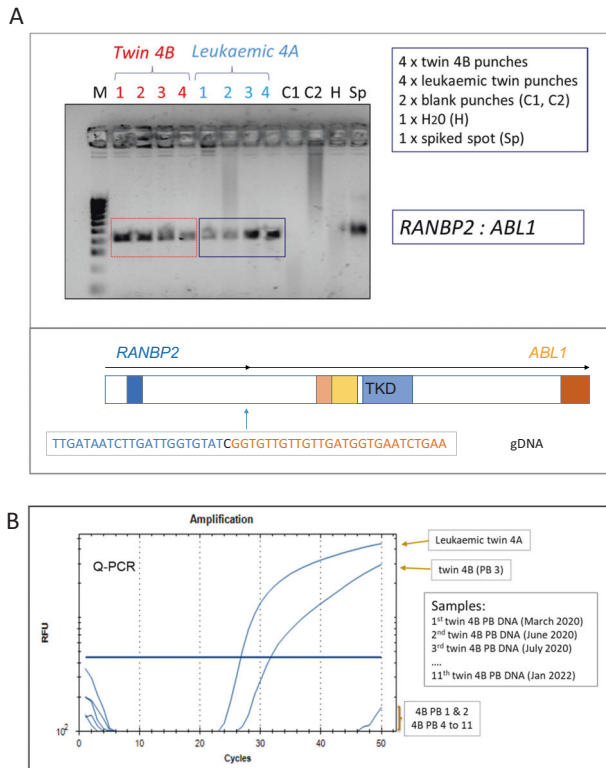 A
Twin 4B Leukaemic 4A
M 1 2 3 4 1 2 3 4 C1 C2 H Sp
4 x twin 4B punches
4 x leukaemic twin punches
2 x blank punches (C1, C2)
1 x H20 (H)
1 x spiked spot (Sp)
RANBP2 : ABL1
RANBP2 ABL1
TKD
TTGATAATCTTGATTGGTGTATCGGTGTTGTTGTTGATGGTGAATCTGAA gDNA
B
Amplification
Q-PCR
RFU
10^2
0 10 20 30 40 50
Cycles
Leukaemic twin 4A
twin 4B (PB 3)
Samples:
1st twin 4B PB DNA (March 2020)
2nd twin 4B PB DNA (June 2020)
3rd twin 4B PB DNA (July 2020)
....
11th twin 4B PB DNA (Jan 2022)
4B PB 1 & 2
4B PB 4 to 11